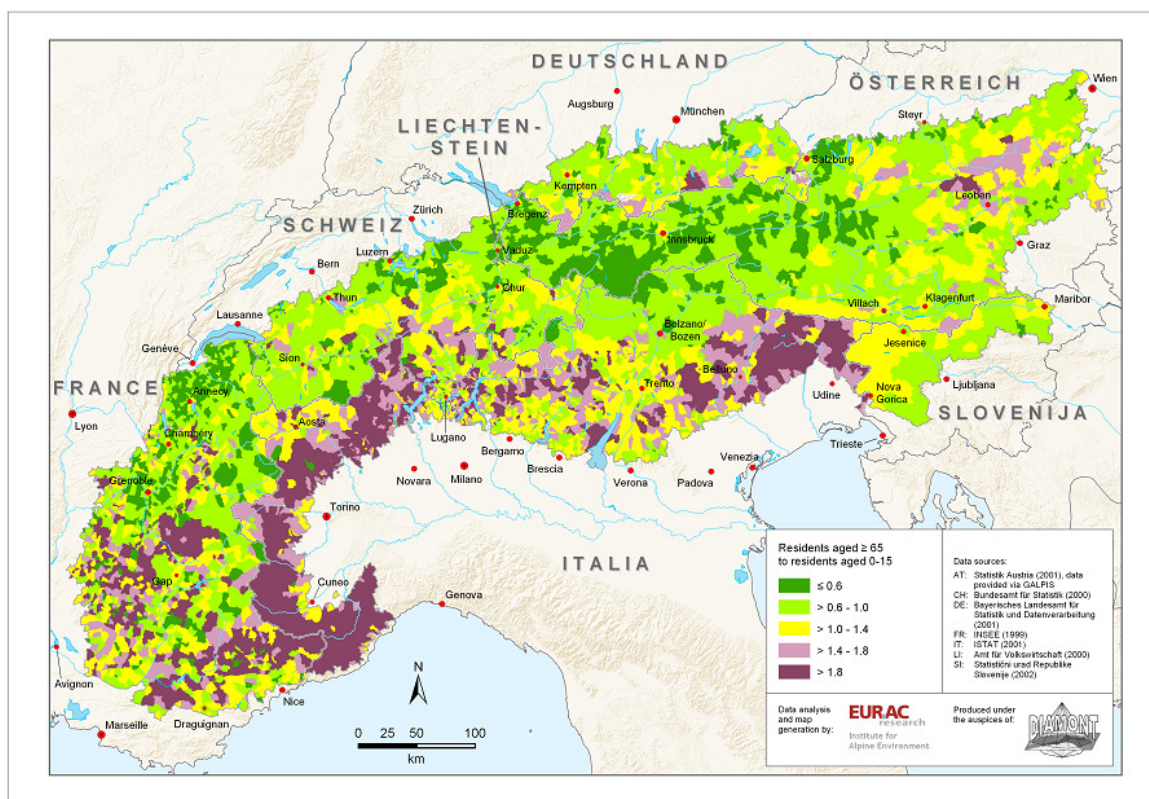 DEUTSCHLAND
ÖSTERREICH
Wien
Augsburg
München
Steyr
LIECHTEN-
STEIN
Salzburg
Kempten
Leoben
Zürich
Bregenz
SCHWEIZ
Innsbruck
Graz
Luzern
Vaduz
Bern
Chur
Thun
Villach
Klagenfurt
Maribor
Lausanne
Bolzano/
Bozen
Jesenice
Genève
Sion
FRANCE
Annecy
Trento
Belluno
Ljubljana
Nova
Gorica
Udine
SLOVENIJA
Lyon
Aosta
Chambéry
Lugano
Trieste
Bergamo
Brescia
Venezia
Grenoble
Novara
Milano
Verona
Padova
Torino
ITALIA
Gap
Cuneo
Genova
Avignon
Nice
Marseille
Draguignan
N
0 25 50 100
km
Residents aged ≥ 65
to residents aged 0-15
≤ 0.6
> 0.6 - 1.0
> 1.0 - 1.4
> 1.4 - 1.8
> 1.8
Data sources:
AT: Statistik Austria (2001), data
provided via GALPIS
CH: Bundesamt für Statistik (2000)
DE: Bayerisches Landesamt für
Statistik und Datenverarbeitung
(2001)
FR: INSEE (1999)
IT: ISTAT (2001)
LI: Amt für Volkswirtschaft (2000)
SI: Statistični urad Republike
Slovenije (2002)
Data analysis
and map
generation by:
EURAC
research
Institute for
Alpine Environment
Produced under
the auspices of:
DIAMONT